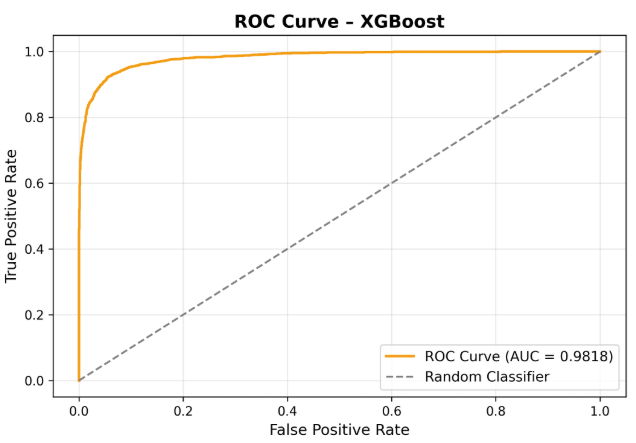 ROC Curve – XGBoost
1.0
0.8
0.6
0.4
0.2
0.0
True Positive Rate
0.0 0.2 0.4 0.6 0.8 1.0
False Positive Rate
ROC Curve (AUC = 0.9818)
Random Classifier